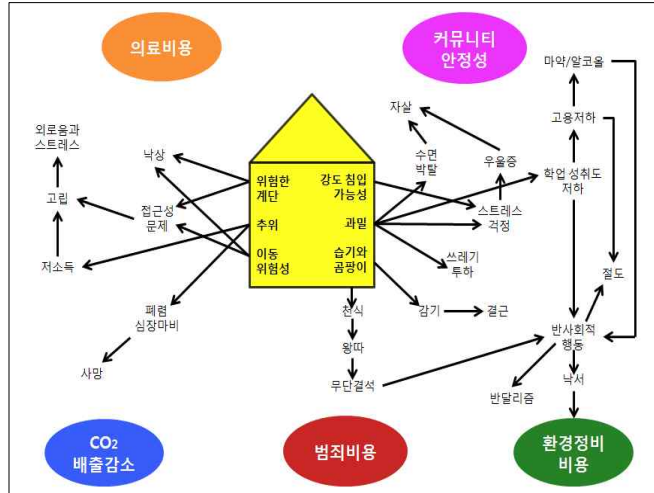 의료비용
커뮤니티
안정성
마약/알코올
자살
외로움과
스트레스
낙상
수면
박탈
우울증
고용저하
위험한
계단
강도 침입
가능성
학업 성취도
저하
고립
접근성
문제
스트레스
걱정
추위
과밀
저소득
이동
위험성
습기와
곰팡이
쓰레기
투하
절도
폐렴
심장마비
천식
감기
결근
반사회적
행동
왕따
사망
무단결석
낙서
반달리즘
CO₂
배출감소
범죄비용
환경정비
비용